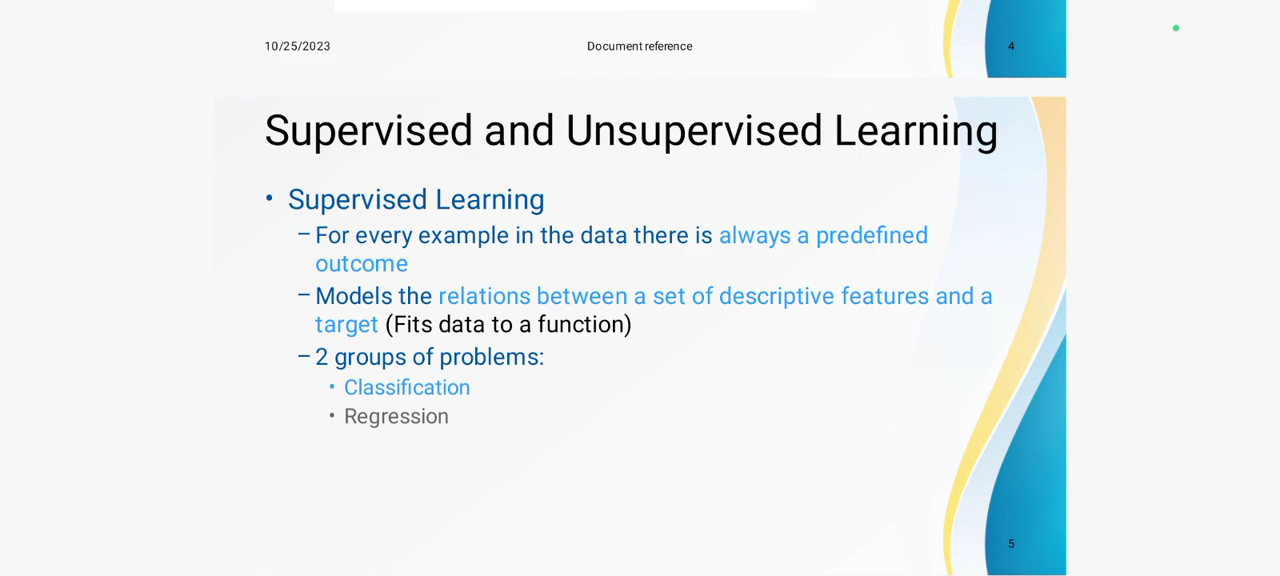 10/25/2023 Document reference 4
Supervised and Unsupervised Learning
• Supervised Learning
– For every example in the data there is always a predefined
outcome
– Models the relations between a set of descriptive features and a
target (Fits data to a function)
– 2 groups of problems:
• Classification
• Regression
5